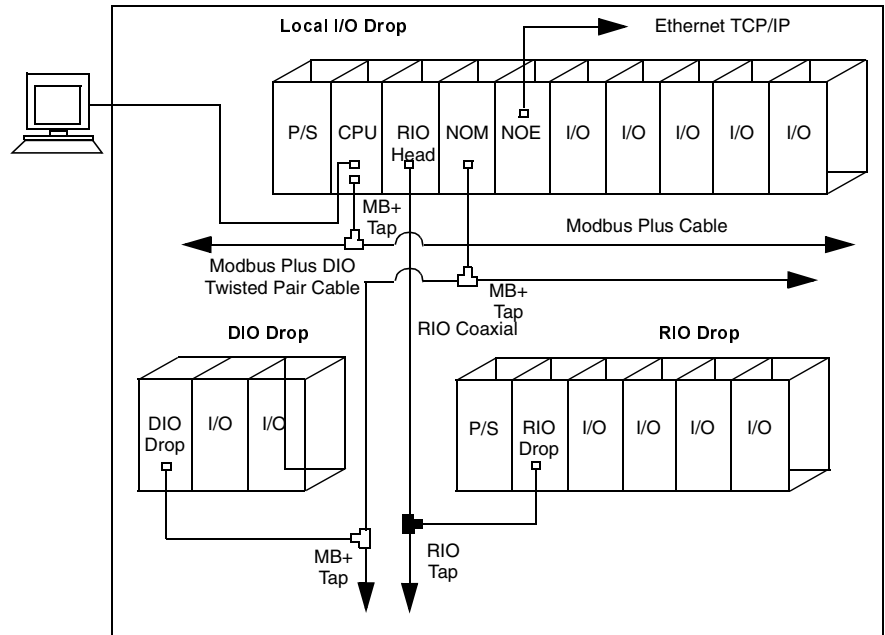 Local I/O Drop
Ethernet TCP/IP
P/S
CPU
RIO
Head
NOM
NOE
I/O
I/O
I/O
I/O
I/O
MB+
Tap
Modbus Plus Cable
Modbus Plus DIO
Twisted Pair Cable
MB+
Tap
RIO Coaxial
DIO Drop
RIO Drop
DIO
Drop
I/O
I/O
P/S
RIO
Drop
I/O
I/O
I/O
I/O
MB+
Tap
RIO
Tap